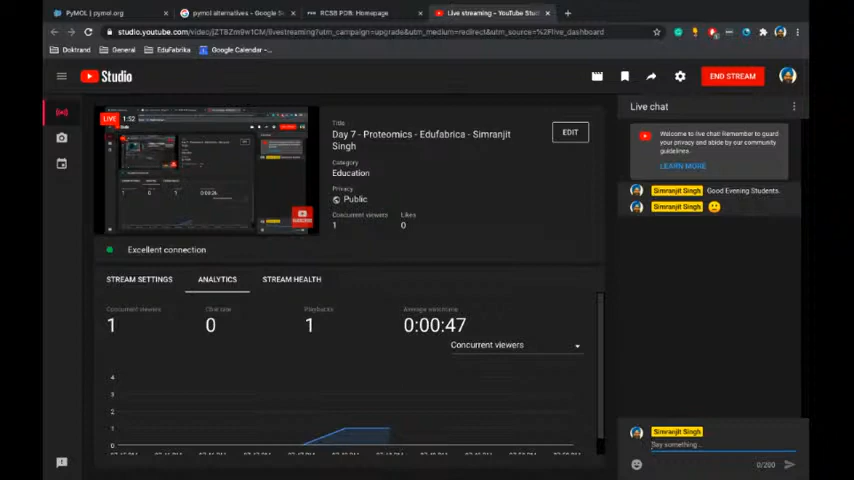 PyMOL | pymol.org
pymol alternatives - Google S
RCSB PDB: Homepage
Live streaming - YouTube Stud
Doktrand
General
EduFabrika
Google Calendar -...
Studio
END STREAM
LIVE 1:52
Title
Day 7 - Proteomics - Edufabrica - Simranjit
Singh
EDIT
Category
Education
Privacy
Public
Concurrent viewers
Likes
1
0
Excellent connection
STREAM SETTINGS
ANALYTICS
STREAM HEALTH
Concurrent viewers
Chat rate
Playbacks
Average watchtime
1
0
1
0:00:47
Concurrent viewers
4
3
2
1
0
Live chat
Welcome to live chat! Remember to guard
your privacy and abide by our community
guidelines.
LEARN MORE
Simranjit Singh Good Evening Students.
Simranjit Singh
Simranjit Singh
Say something...
0/200